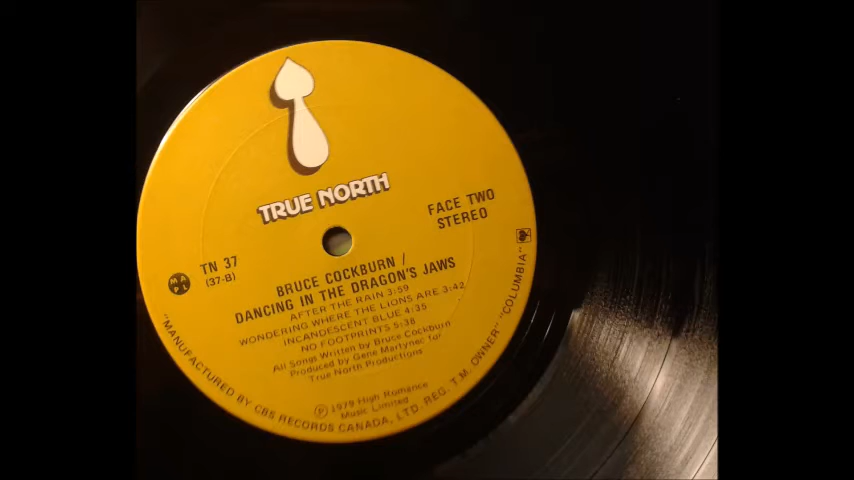 TRUE NORTH
FACE TWO
STEREO
TN 37
(37-B)
MAPL
BRUCE COCKBURN /
DANCING IN THE DRAGON'S JAWS
AFTER THE RAIN 3:59
WONDERING WHERE THE LIONS ARE 3:42
INCANDESCENT BLUE 4:35
NO FOOTPRINTS 5:38
All Songs Written by Bruce Cockburn
Produced by Gene Martynec for
True North Productions
Ⓟ 1979 High Romance
Music Limited
"MANUFACTURED BY CBS RECORDS CANADA, LTD. REG. T.M. OWNER" "COLUMBIA"